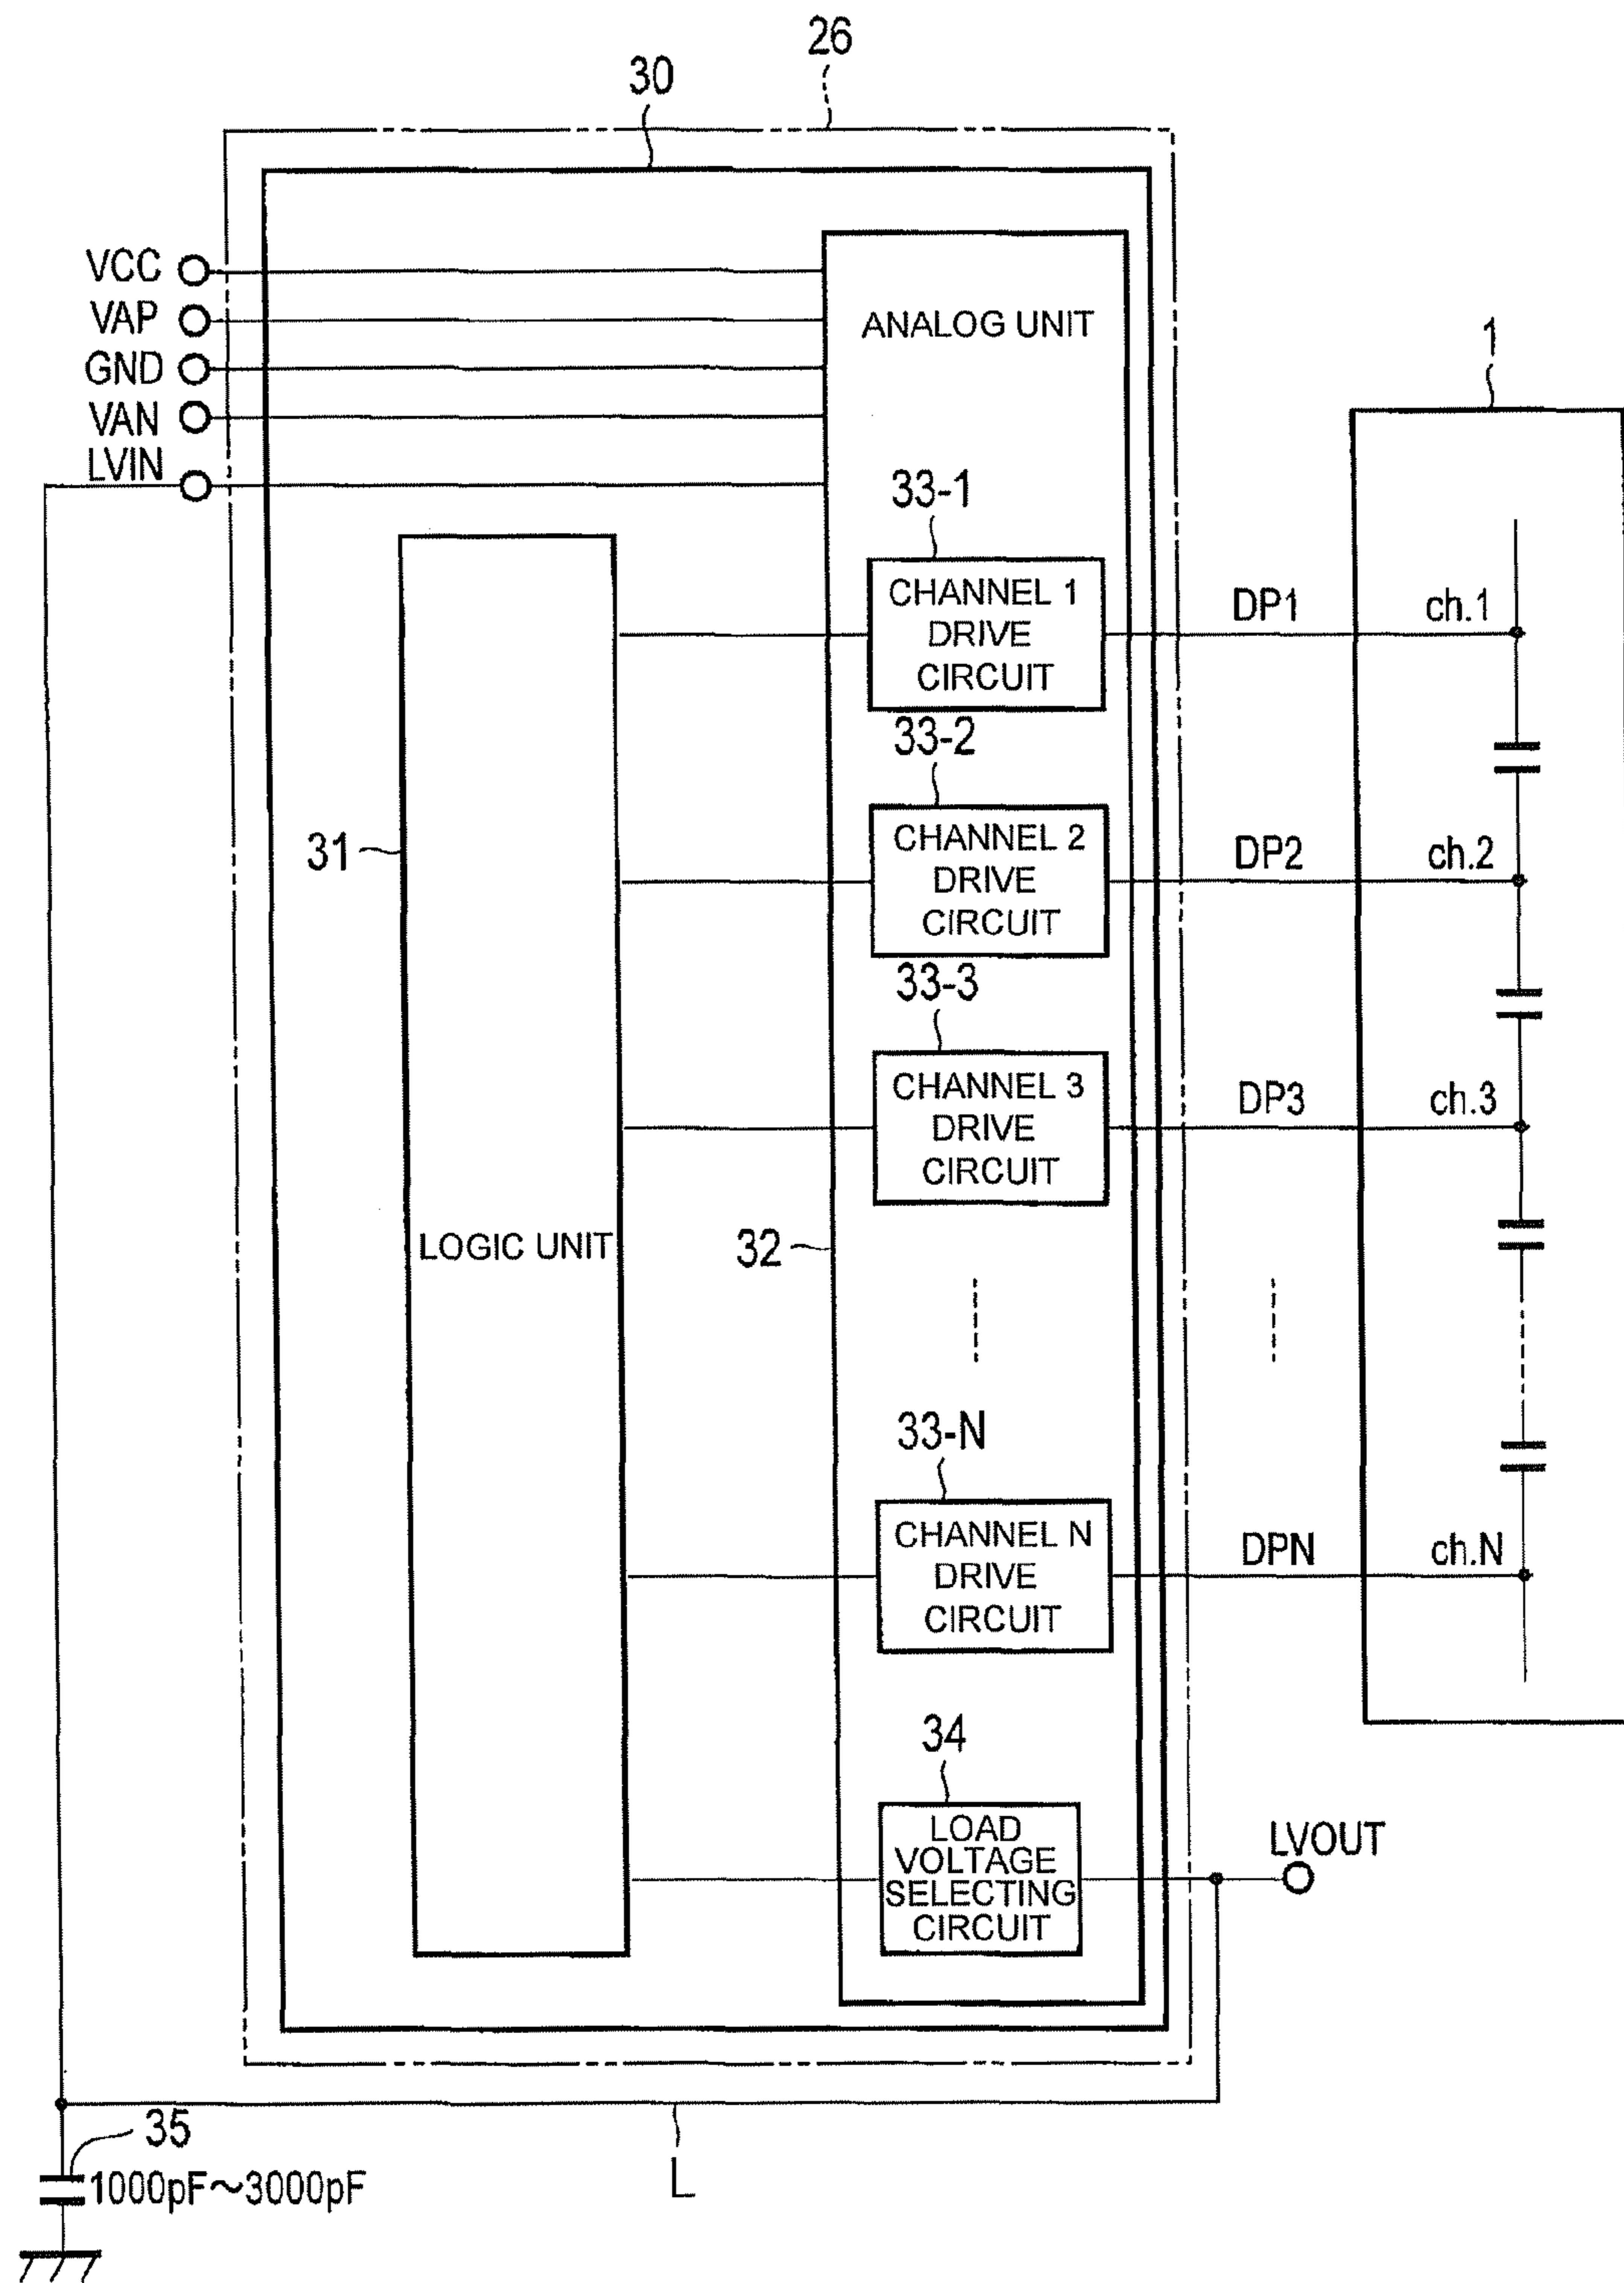 26
30
VCC
VAP
GND
VAN
LVIN
ANALOG UNIT
1
33-1
CHANNEL 1
DRIVE
CIRCUIT
DP1
ch.1
33-2
CHANNEL 2
DRIVE
CIRCUIT
DP2
ch.2
31
33-3
CHANNEL 3
DRIVE
CIRCUIT
DP3
ch.3
LOGIC UNIT
32
33-N
CHANNEL N
DRIVE
CIRCUIT
DPN
ch.N
34
LOAD
VOLTAGE
SELECTING
CIRCUIT
LVOUT
35
1000pF～3000pF
L